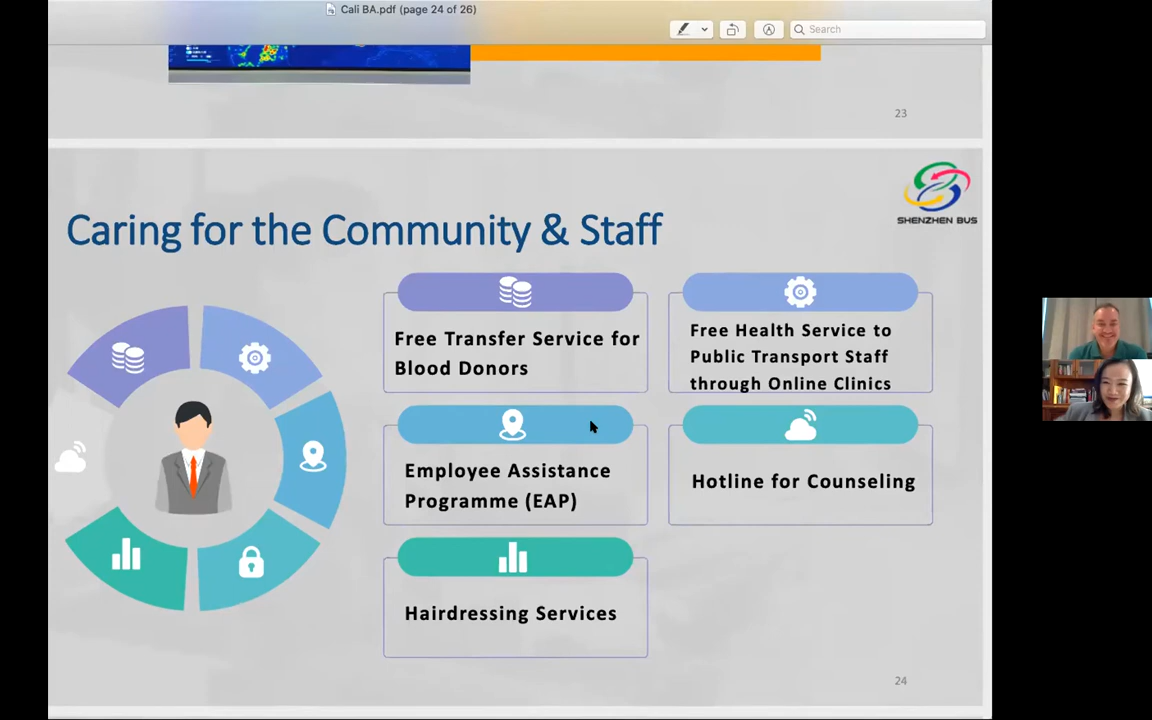 Cali BA.pdf (page 24 of 26)
Search
23
SHENZHEN BUS
Caring for the Community & Staff
Free Transfer Service for
Blood Donors
Free Health Service to
Public Transport Staff
through Online Clinics
Employee Assistance
Programme (EAP)
Hotline for Counseling
Hairdressing Services
24